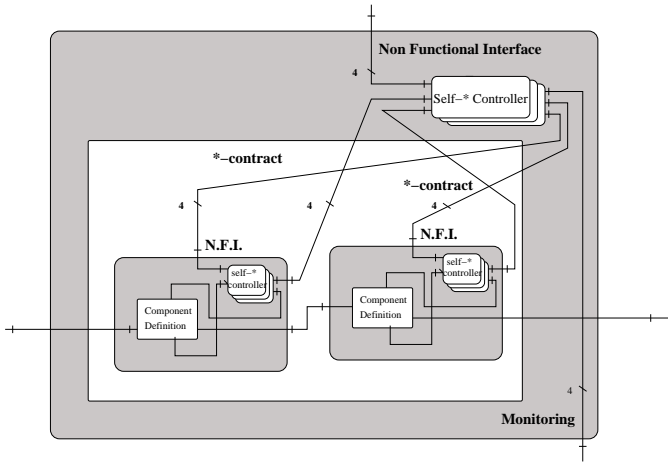 Non Functional Interface
4
Self-* Controller
*-contract
*-contract
4
4
4
N.F.I.
N.F.I.
self-*
controller
self-*
controller
Component
Definition
Component
Definition
4
Monitoring